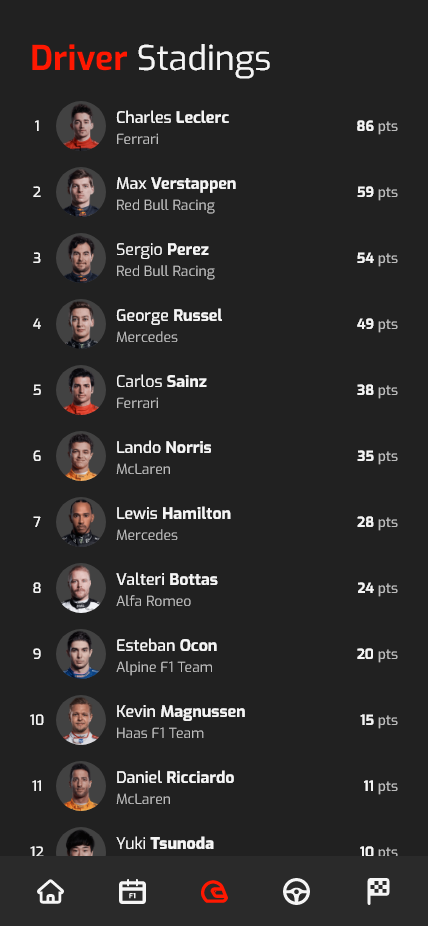 Driver Stadings
1
Charles Leclerc
Ferrari
86 pts
2
Max Verstappen
Red Bull Racing
59 pts
3
Sergio Perez
Red Bull Racing
54 pts
4
George Russel
Mercedes
49 pts
5
Carlos Sainz
Ferrari
38 pts
6
Lando Norris
McLaren
35 pts
7
Lewis Hamilton
Mercedes
28 pts
8
Valteri Bottas
Alfa Romeo
24 pts
9
Esteban Ocon
Alpine F1 Team
20 pts
10
Kevin Magnussen
Haas F1 Team
15 pts
11
Daniel Ricciardo
McLaren
11 pts
12
Yuki Tsunoda
10 pts
F1